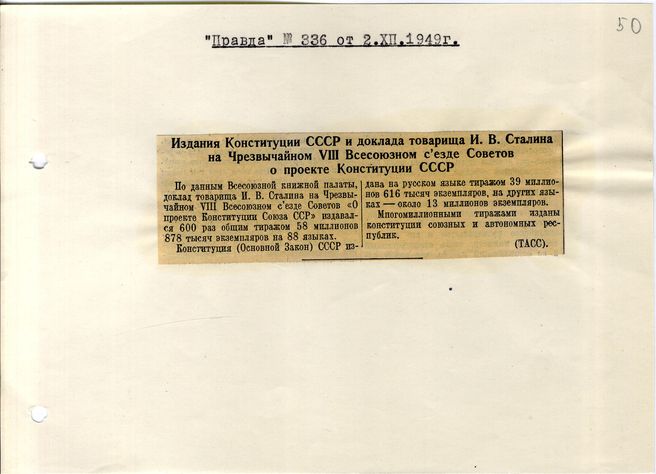 50
"Правда" № 336 от 2.XII.1949г.
Издания Конституции СССР и доклада товарища И. В. Сталина
на Чрезвычайном VIII Всесоюзном с'езде Советов
о проекте Конституции СССР
По данным Всесоюзной книжной палаты,
доклад товарища И. В. Сталина на Чрезвы-
чайном VIII Всесоюзном с'езде Советов «О
проекте Конституции Союза ССР» издавал-
ся 600 раз общим тиражом 58 миллионов
878 тысяч экземпляров на 88 языках.
Конституция (Основной Закон) СССР из-
дана на русском языке тиражом 39 миллио-
нов 616 тысяч экземпляров, на других язы-
ках — около 13 миллионов экземпляров.
Многомиллионными тиражами изданы
конституции союзных и автономных рес-
публик.
(ТАСС).